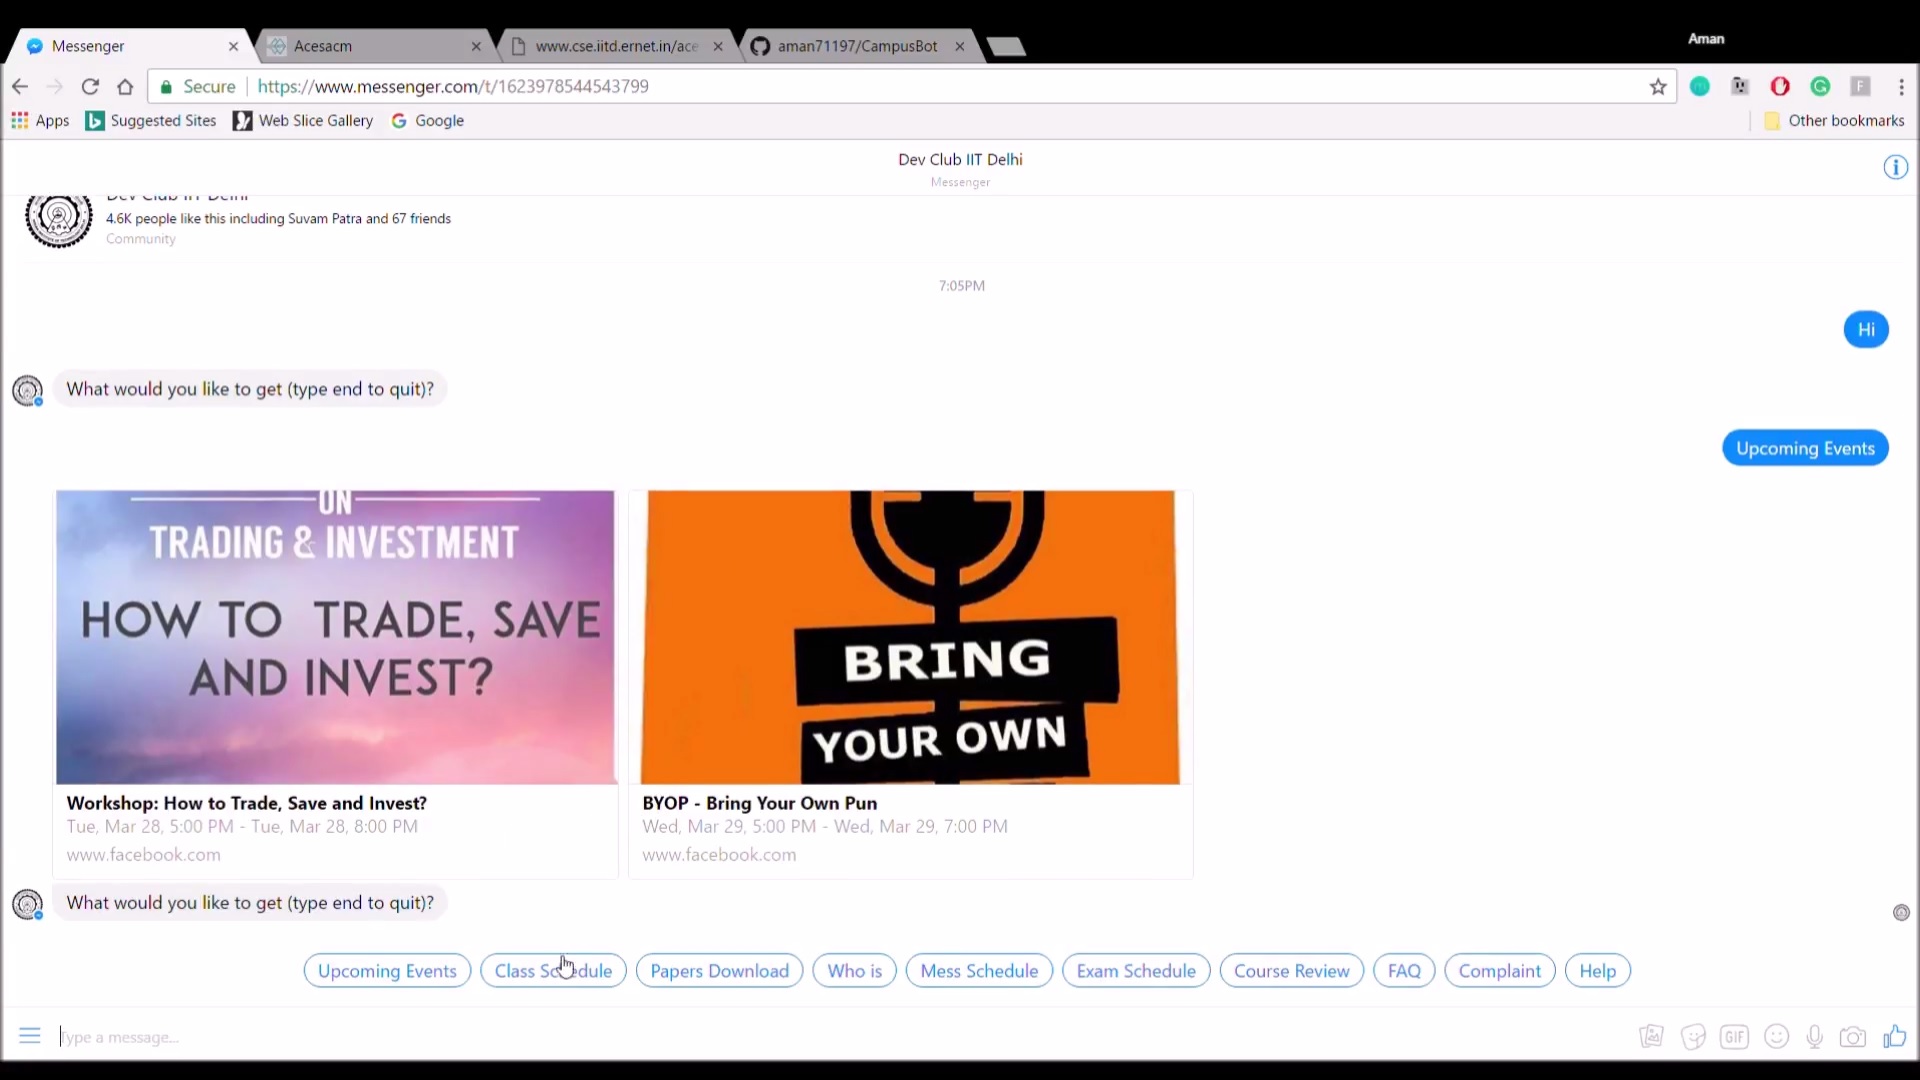 Aman
Messenger
Acesacm
www.cse.iitd.ernet.in/ace
aman71197/CampusBot
Secure
https://www.messenger.com/t/1623978544543799
F
Apps
Suggested Sites
Web Slice Gallery
Google
Other bookmarks
Dev Club IIT Delhi
Messenger
Dev Club IIT Delhi
4.6K people like this including Suvam Patra and 67 friends
Community
7:05PM
Hi
What would you like to get (type end to quit)?
Upcoming Events
ON
TRADING & INVESTMENT
HOW TO TRADE, SAVE
AND INVEST?
BRING
YOUR OWN
Workshop: How to Trade, Save and Invest?
Tue, Mar 28, 5:00 PM - Tue, Mar 28, 8:00 PM
www.facebook.com
BYOP - Bring Your Own Pun
Wed, Mar 29, 5:00 PM - Wed, Mar 29, 7:00 PM
www.facebook.com
What would you like to get (type end to quit)?
Upcoming Events
Class Schedule
Papers Download
Who is
Mess Schedule
Exam Schedule
Course Review
FAQ
Complaint
Help
Type a message...
GIF